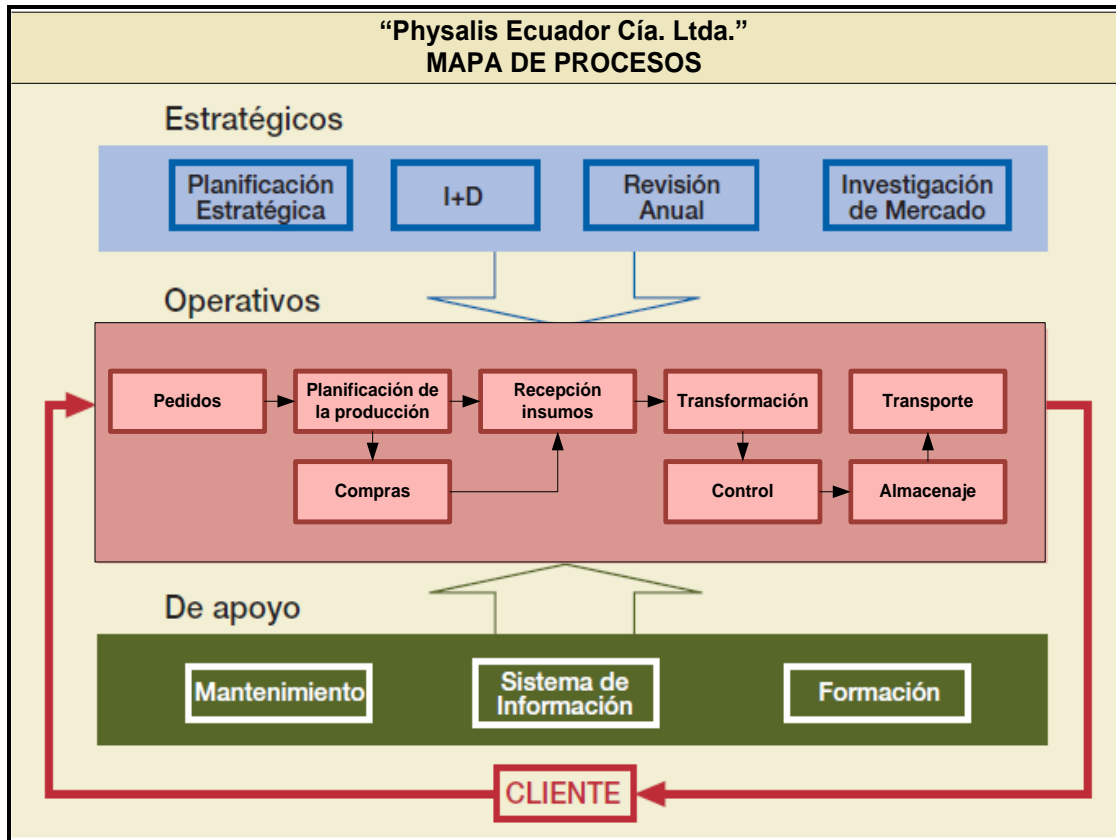 “Physalis Ecuador Cía. Ltda.”
MAPA DE PROCESOS
Estratégicos
Planificación
Estratégica
I+D
Revisión
Anual
Investigación
de Mercado
Operativos
Pedidos
Planificación de
la producción
Recepción
insumos
Transformación
Transporte
Compras
Control
Almacenaje
De apoyo
Mantenimiento
Sistema de
Información
Formación
CLIENTE